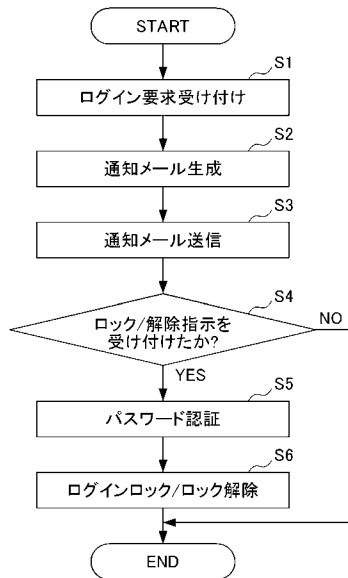 START
S1
ログイン要求受け付け
S2
通知メール生成
S3
通知メール送信
S4
ロック/解除指示を
受け付けたか?
NO
YES
S5
パスワード認証
S6
ログインロック/ロック解除
END